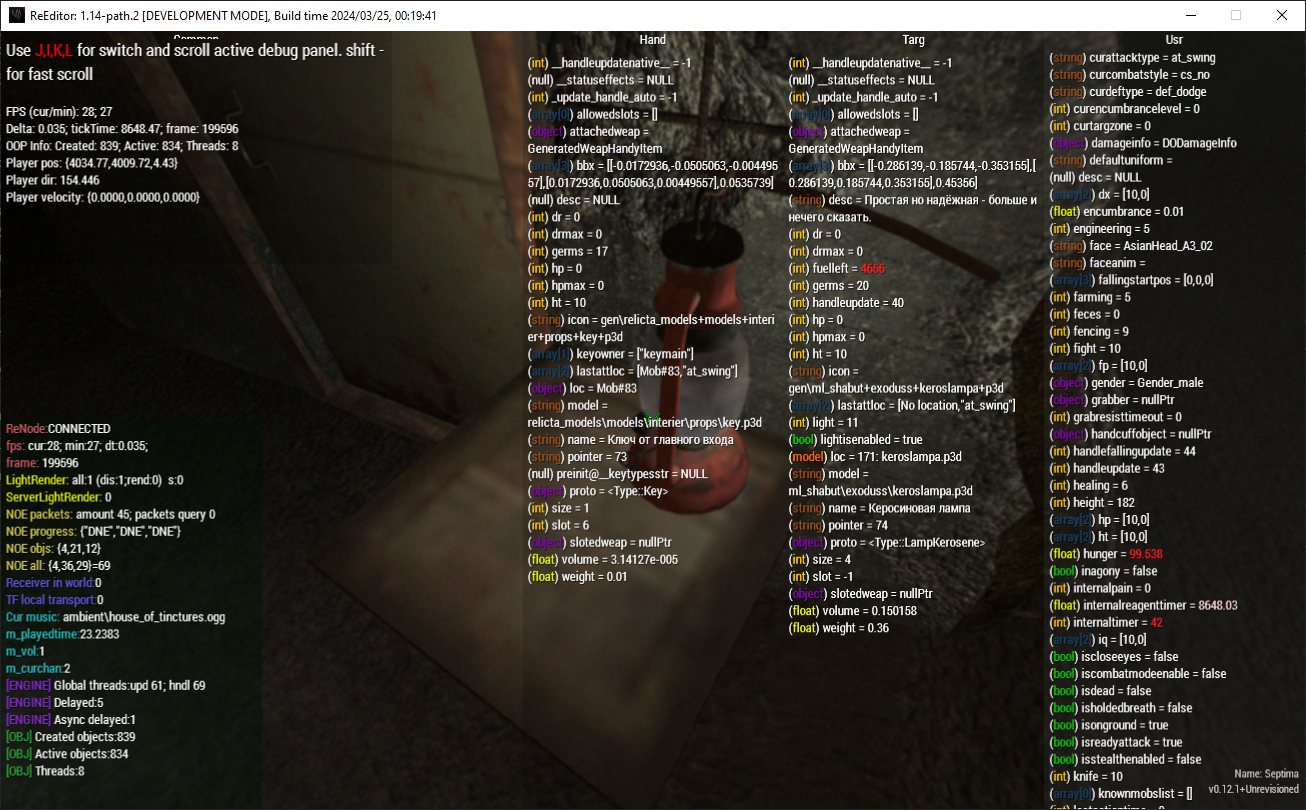 ReEditor: 1.14-path.2 [DEVELOPMENT MODE], Build time 2024/03/25, 00:19:41
Common
Use J,I,K,L for switch and scroll active debug panel. shift -
for fast scroll
FPS (cur/min): 28; 27
Delta: 0.035; tickTime: 8648.47; frame: 199596
OOP Info: Created: 839; Active: 834; Threads: 8
Player pos: {4034.77,4009.72,4.43}
Player dir: 154.446
Player velocity: {0.0000,0.0000,0.0000}
ReNode:CONNECTED
fps: cur:28; min:27; dt:0.035;
frame: 199596
LightRender: all:1 (dis:1;rend:0) s:0
ServerLightRender: 0
NOE packets: amount 45; packets query 0
NOE progress: {"DNE","DNE","DNE"}
NOE objs: {4,21,12}
NOE all: {4,36,29}=69
Receiver in world:0
TF local transport:0
Cur music: ambient\house_of_tinctures.ogg
m_playedtime:23.2383
m_vol:1
m_curchan:2
[ENGINE] Global threads:upd 61; hndl 69
[ENGINE] Delayed:5
[ENGINE] Async delayed:1
[OBJ] Created objects:839
[OBJ] Active objects:834
[OBJ] Threads:8
Hand
(int) __handleupdatenative__ = -1
(null) __statuseffects = NULL
(int) _update_handle_auto = -1
(array[0]) allowedslots = []
(object) attachedweap =
GeneratedWeapHandyItem
(array[3]) bbx = [[-0.0172936,-0.0505063,-0.004495
57],[0.0172936,0.0505063,0.00449557],0.0535739]
(null) desc = NULL
(int) dr = 0
(int) drmax = 0
(int) germs = 17
(int) hp = 0
(int) hpmax = 0
(int) ht = 10
(string) icon = gen\relicta_models+models+interi
er+props+key+p3d
(array[1]) keyowner = ["keymain"]
(array[2]) lastattloc = [Mob#83,"at_swing"]
(object) loc = Mob#83
(string) model =
relicta_models\models\interier\props\key.p3d
(string) name = Ключ от главного входа
(string) pointer = 73
(null) preinit@__keytypesstr = NULL
(object) proto = <Type::Key>
(int) size = 1
(int) slot = 6
(object) slotedweap = nullPtr
(float) volume = 3.14127e-005
(float) weight = 0.01
Targ
(int) __handleupdatenative__ = -1
(null) __statuseffects = NULL
(int) _update_handle_auto = -1
(array[0]) allowedslots = []
(object) attachedweap =
GeneratedWeapHandyItem
(array[3]) bbx = [[-0.286139,-0.185744,-0.353155],[
0.286139,0.185744,0.353155],0.45356]
(string) desc = Простая но надёжная - больше и
нечего сказать.
(int) dr = 0
(int) drmax = 0
(int) fuelleft = 4656
(int) germs = 20
(int) handleupdate = 40
(int) hp = 0
(int) hpmax = 0
(int) ht = 10
(string) icon =
gen\ml_shabut+exoduss+keroslampa+p3d
(array[2]) lastattloc = [No location,"at_swing"]
(int) light = 11
(bool) lightisenabled = true
(model) loc = 171: keroslampa.p3d
(string) model =
ml_shabut\exoduss\keroslampa.p3d
(string) name = Керосиновая лампа
(string) pointer = 74
(object) proto = <Type::LampKerosene>
(int) size = 4
(int) slot = -1
(object) slotedweap = nullPtr
(float) volume = 0.150158
(float) weight = 0.36
Usr
(string) curattacktype = at_swing
(string) curcombatstyle = cs_no
(string) curdeftype = def_dodge
(int) curencumbrancelevel = 0
(int) curtargzone = 0
(object) damageinfo = DODamageInfo
(string) defaultuniform =
(null) desc = NULL
(array[2]) dx = [10,0]
(float) encumbrance = 0.01
(int) engineering = 5
(string) face = AsianHead_A3_02
(string) faceanim =
(array[3]) fallingstartpos = [0,0,0]
(int) farming = 5
(int) feces = 0
(int) fencing = 9
(int) fight = 10
(array[2]) fp = [10,0]
(object) gender = Gender_male
(object) grabber = nullPtr
(int) grabresisttimeout = 0
(object) handcuffobject = nullPtr
(int) handlefallingupdate = 44
(int) handleupdate = 43
(int) healing = 6
(int) height = 182
(array[2]) hp = [10,0]
(array[2]) ht = [10,0]
(float) hunger = 99.538
(bool) inagony = false
(int) internalpain = 0
(float) internalreagenttimer = 8648.03
(int) internaltimer = 42
(array[2]) iq = [10,0]
(bool) iscloseeyes = false
(bool) iscombatmodeenable = false
(bool) isdead = false
(bool) isholdedbreath = false
(bool) isonground = true
(bool) isreadyattack = true
(bool) isstealthenabled = false
(int) knife = 10
(array[0]) knownmobslist = []
Name: Septima
v0.12.1+Unrevisioned